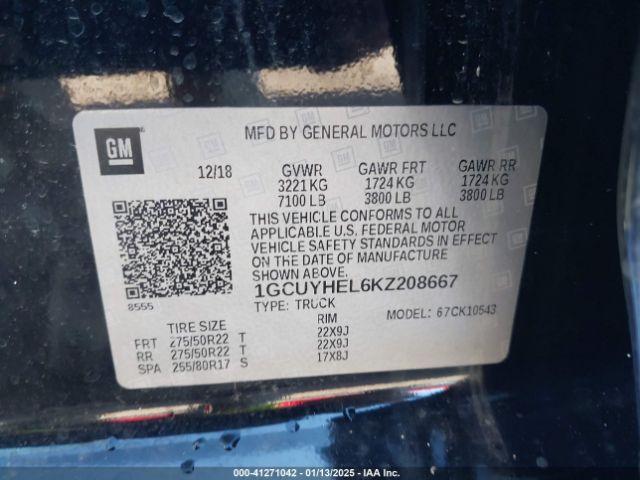 GM
MFD BY GENERAL MOTORS LLC
12/18 GVWR GAWR FRT GAWR RR
3221 KG 1724 KG 1724 KG
7100 LB 3800 LB 3800 LB
THIS VEHICLE CONFORMS TO ALL
APPLICABLE U.S. FEDERAL MOTOR
VEHICLE SAFETY STANDARDS IN EFFECT
ON THE DATE OF MANUFACTURE
SHOWN ABOVE.
1GCUYHEL6KZ208667
8555
TYPE: TRUCK MODEL: 67CK10543
TIRE SIZE RIM
FRT 275/50R22 T 22X9J
RR 275/50R22 T 22X9J
SPA 255/80R17 S 17X8J
000-41271042 — 01/13/2025 — IAA Inc.